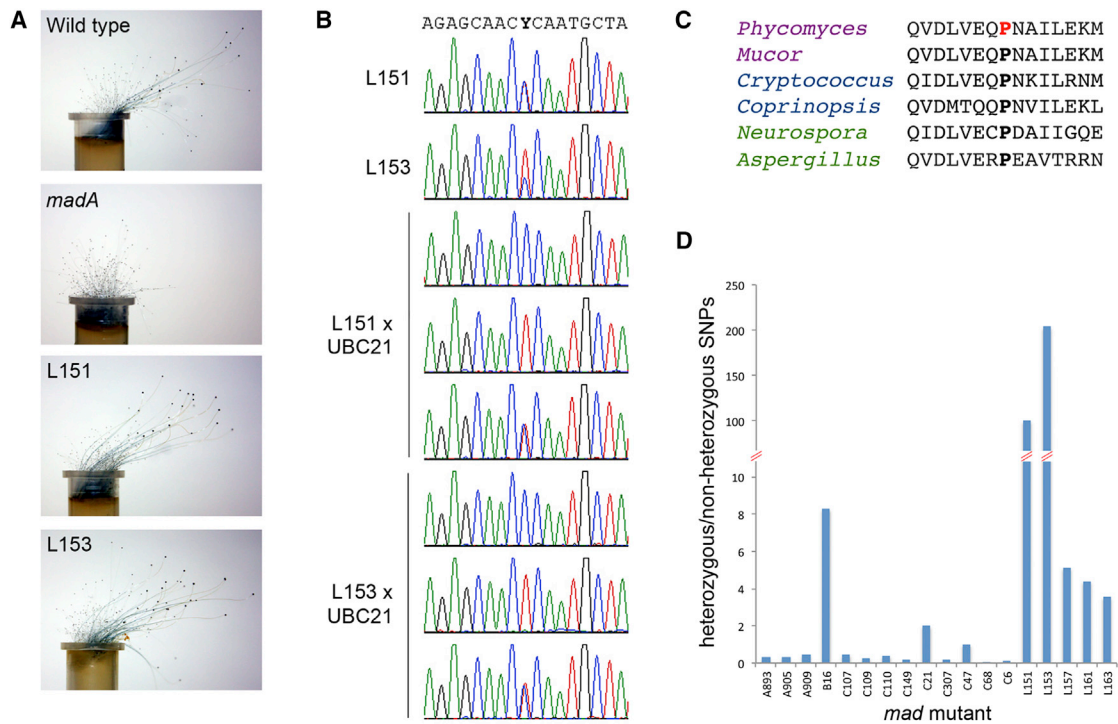 A
Wild type
madA
L151
L153
B
AGAGCAACYCAATGCTA
L151
L153
L151 x
UBC21
L153 x
UBC21
C
Phycomyces QVDLVEQPNAILEKM
Mucor QVDLVEQPNAILEKM
Cryptococcus QIDLVEQPNKILRNM
Coprinopsis QVDMTQQPNVILEKL
Neurospora QIDLVECPDAIIGQE
Aspergillus QVDLVERPEAVTRRN
D
heterozygous/non-heterozygous SNPs
250
200
150
100
10
8
6
4
2
0
A893 A905 A909 B16 C107 C109 C110 C149 C21 C307 C47 C68 C6 L151 L153 L157 L161 L163
mad mutant